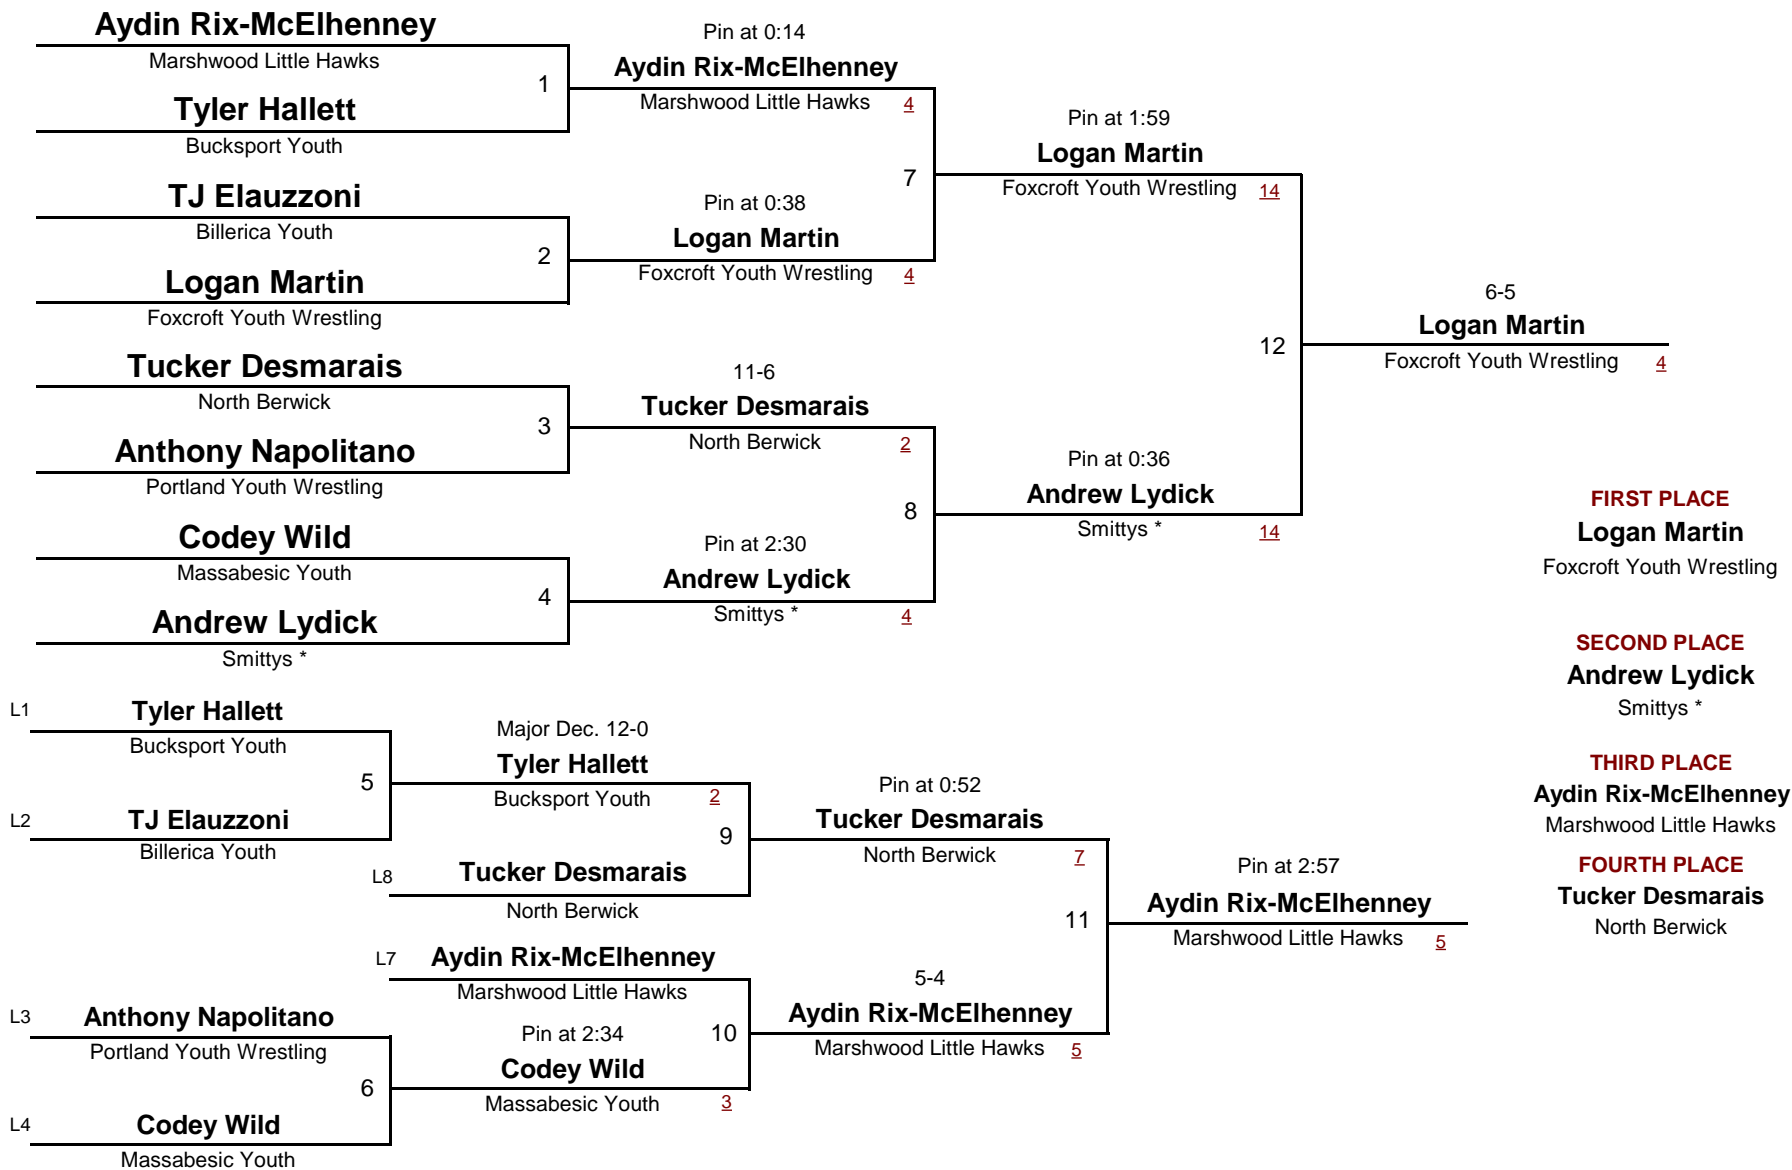 Aydin Rix-McElhenney
Marshwood Little Hawks
1
Tyler Hallett
Bucksport Youth
TJ Elauzzoni
Billerica Youth
2
Logan Martin
Foxcroft Youth Wrestling
Tucker Desmarais
North Berwick
3
Anthony Napolitano
Portland Youth Wrestling
Codey Wild
Massabesic Youth
4
Andrew Lydick
Smittys *
Pin at 0:14
Aydin Rix-McElhenney
Marshwood Little Hawks 4
7
Pin at 0:38
Logan Martin
Foxcroft Youth Wrestling 4
11-6
Tucker Desmarais
North Berwick 2
8
Pin at 2:30
Andrew Lydick
Smittys * 4
Pin at 1:59
Logan Martin
Foxcroft Youth Wrestling 14
12
Pin at 0:36
Andrew Lydick
Smittys * 14
6-5
Logan Martin
Foxcroft Youth Wrestling 4
FIRST PLACE
Logan Martin
Foxcroft Youth Wrestling
SECOND PLACE
Andrew Lydick
Smittys *
THIRD PLACE
Aydin Rix-McElhenney
Marshwood Little Hawks
FOURTH PLACE
Tucker Desmarais
North Berwick
L1 Tyler Hallett
Bucksport Youth
5
L2 TJ Elauzzoni
Billerica Youth
L3 Anthony Napolitano
Portland Youth Wrestling
6
L4 Codey Wild
Massabesic Youth
Major Dec. 12-0
Tyler Hallett
Bucksport Youth 2
9
L8 Tucker Desmarais
North Berwick
L7 Aydin Rix-McElhenney
Marshwood Little Hawks
10
Pin at 2:34
Codey Wild
Massabesic Youth 3
Pin at 0:52
Tucker Desmarais
North Berwick 7
11
5-4
Aydin Rix-McElhenney
Marshwood Little Hawks 5
Pin at 2:57
Aydin Rix-McElhenney
Marshwood Little Hawks 5